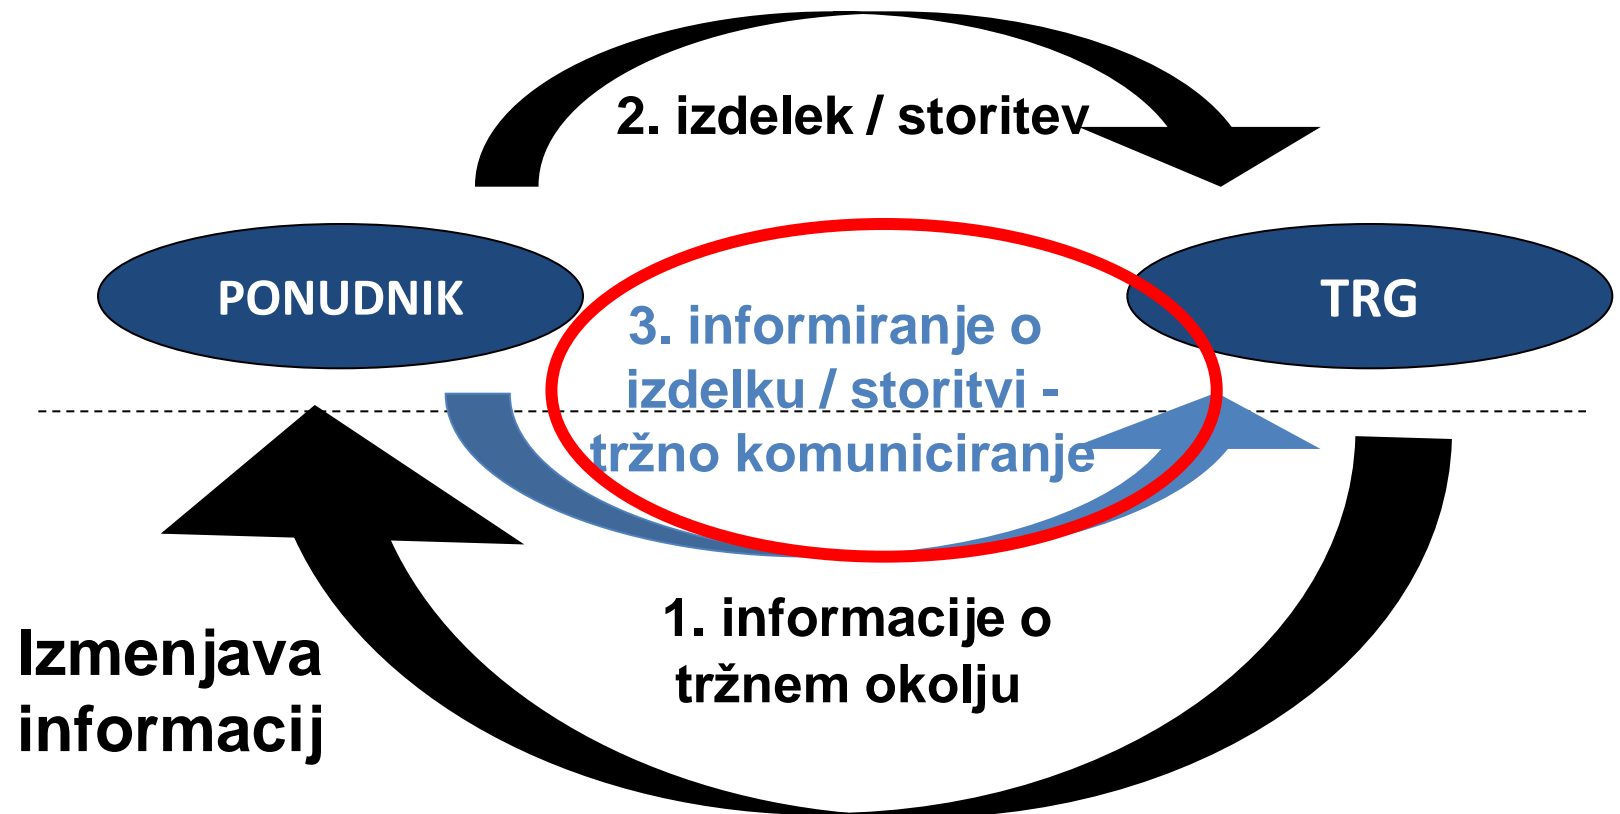 2. izdelek / storitev
PONUDNIK
TRG
3. informiranje o
izdelku / storitvi -
tržno komuniciranje
1. informacije o
tržnem okolju
Izmenjava
informacij